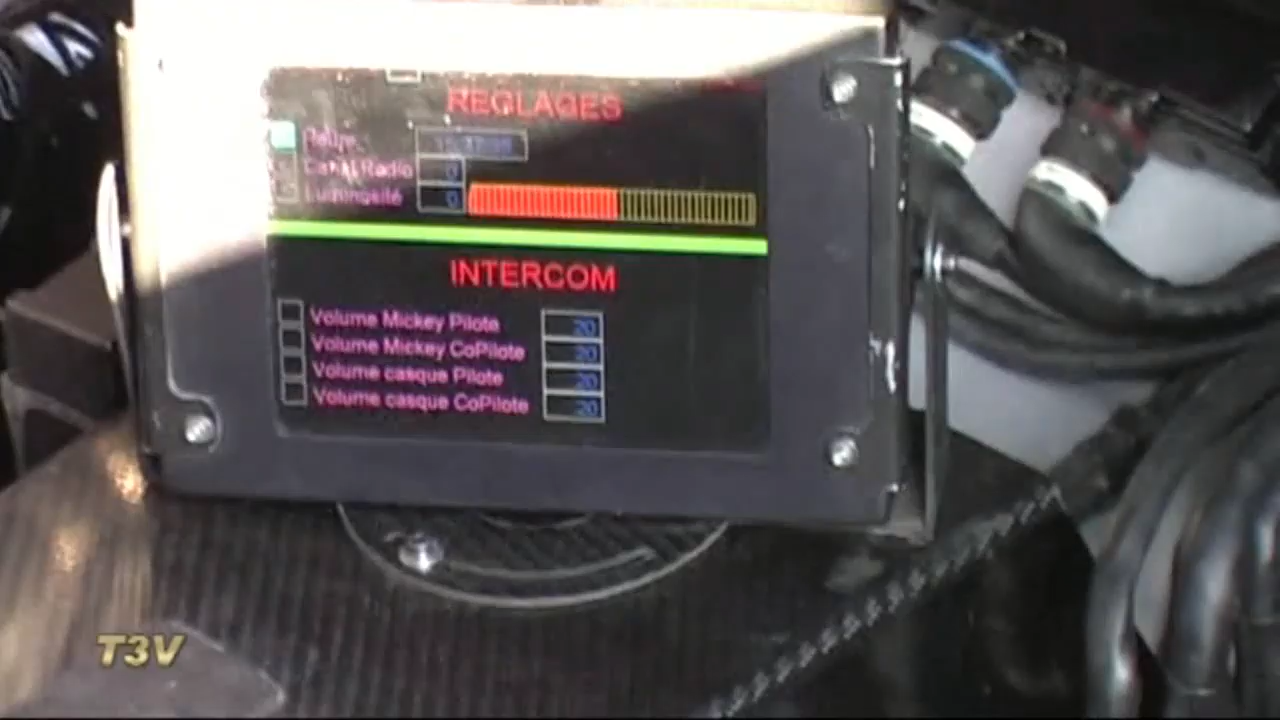 REGLAGES
Canal Radio 0
Luminosité 0
INTERCOM
Volume Mickey Pilote 20
Volume Mickey CoPilote 20
Volume casque Pilote 20
Volume casque CoPilote 20
T3V